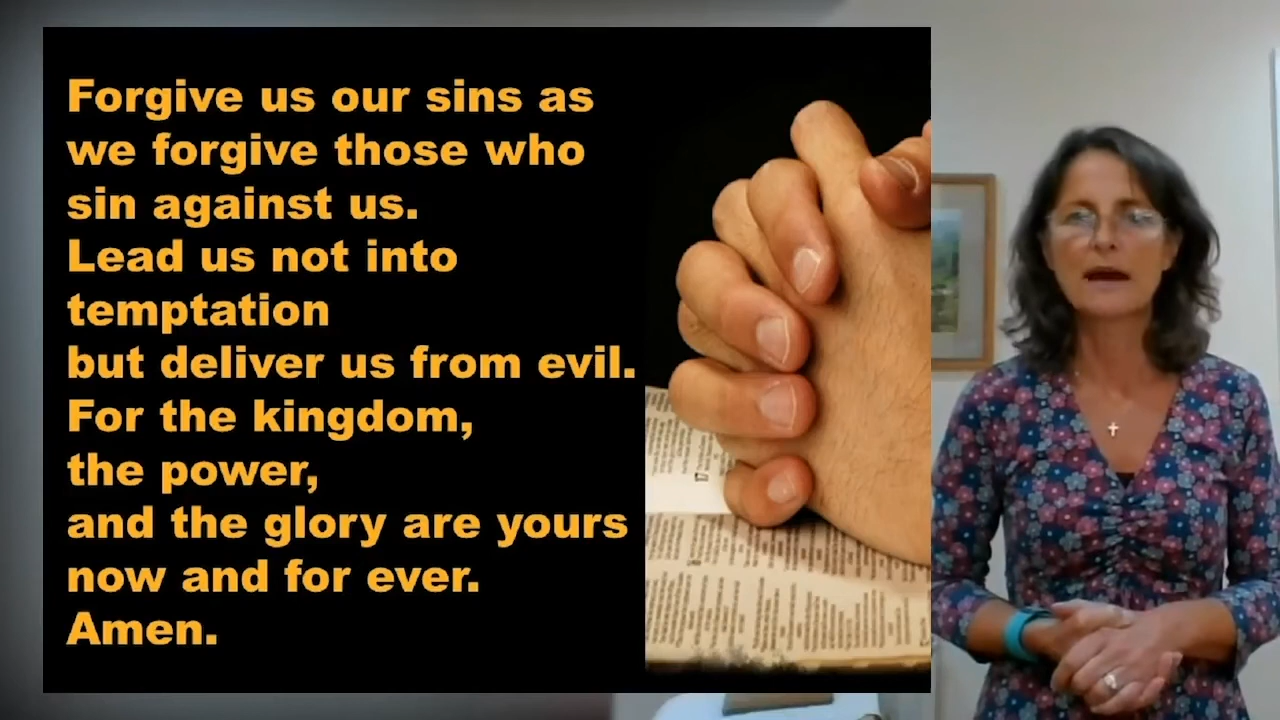 Forgive us our sins as
we forgive those who
sin against us.
Lead us not into
temptation
but deliver us from evil.
For the kingdom,
the power,
and the glory are yours
now and for ever.
Amen.